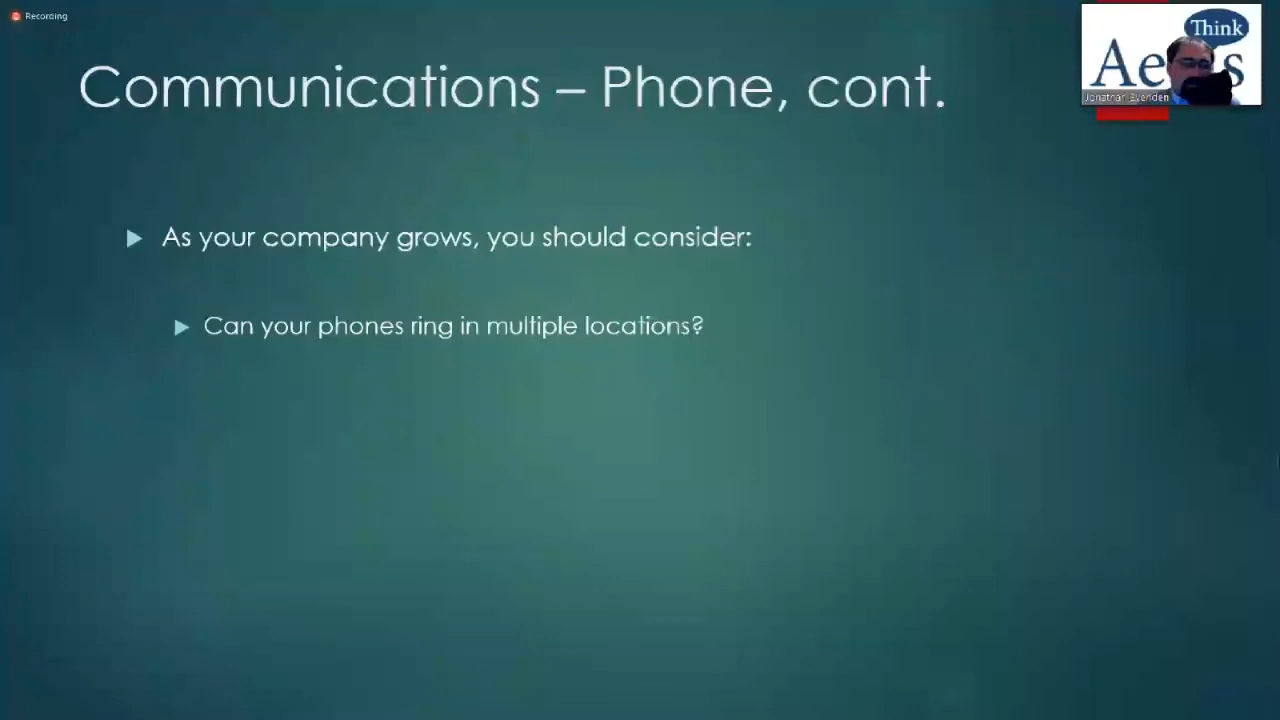 Recording
Communications – Phone, cont.
Think
Jonathan Evenden
As your company grows, you should consider:
Can your phones ring in multiple locations?